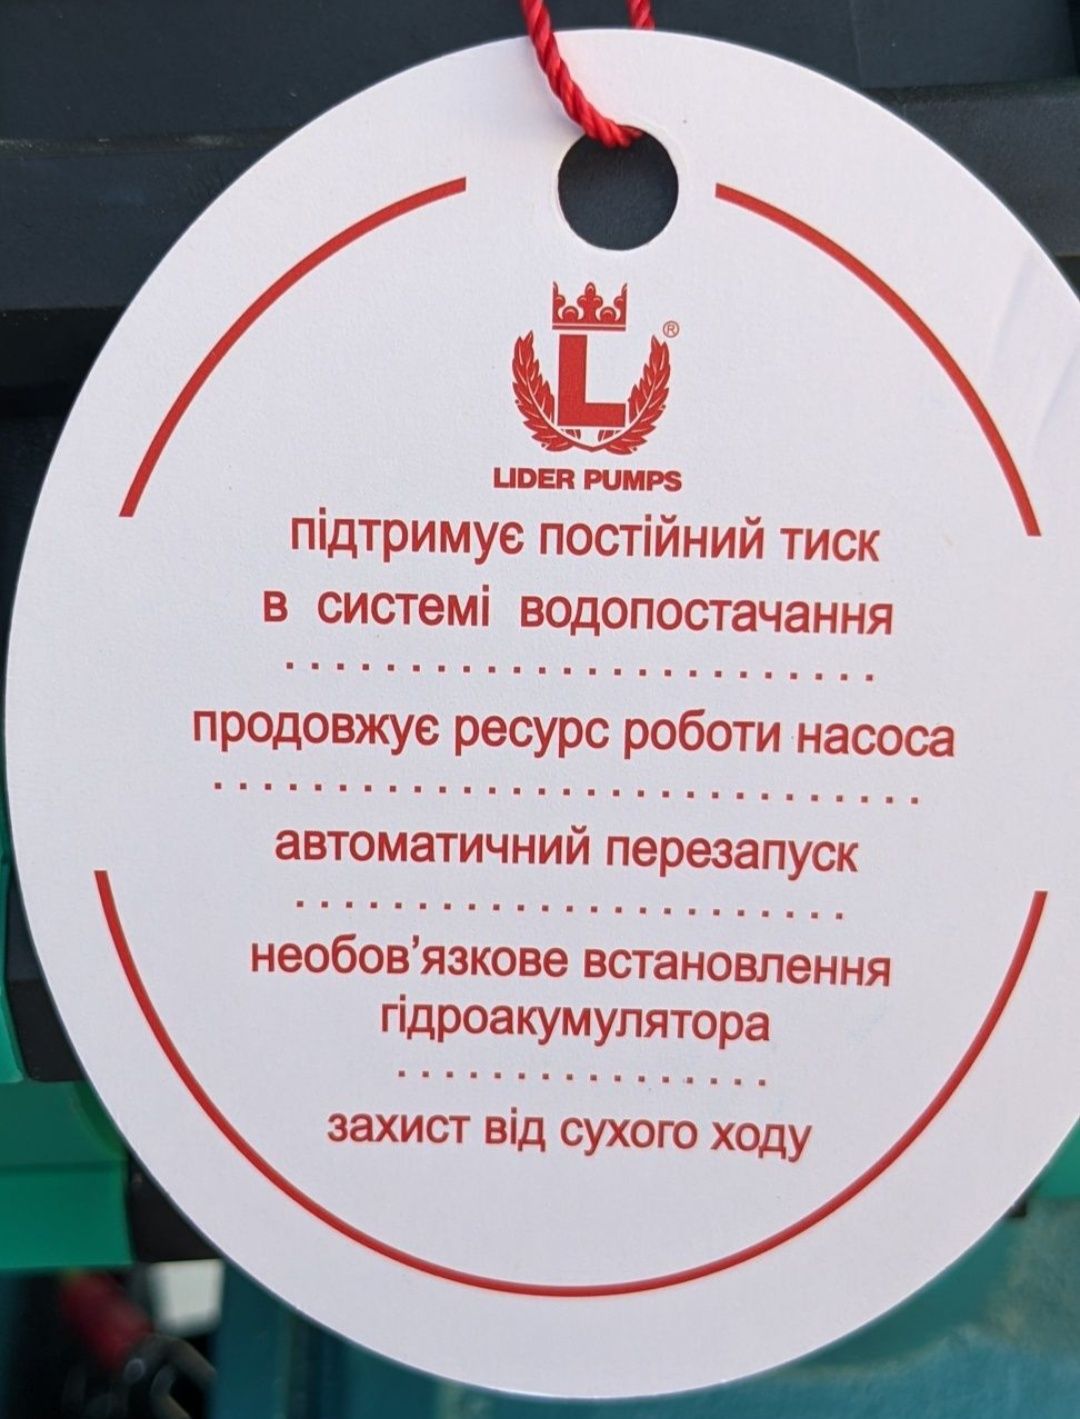 L ®
LIDER PUMPS
підтримує постійний тиск
в системі водопостачання
продовжує ресурс роботи насоса
автоматичний перезапуск
необов’язкове встановлення
гідроакумулятора
захист від сухого ходу